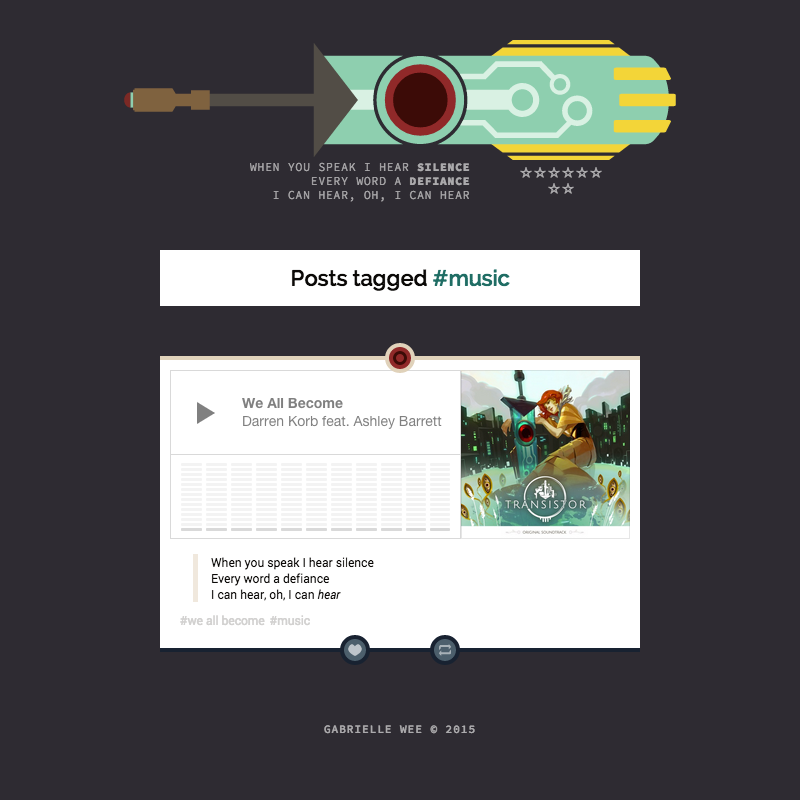 WHEN YOU SPEAK I HEAR SILENCE
EVERY WORD A DEFIANCE
I CAN HEAR, OH, I CAN HEAR
☆☆☆☆☆☆
☆☆
Posts tagged #music
We All Become
Darren Korb feat. Ashley Barrett
TRANSISTOR
ORIGINAL SOUNDTRACK
When you speak I hear silence
Every word a defiance
I can hear, oh, I can hear
#we all become #music
GABRIELLE WEE © 2015